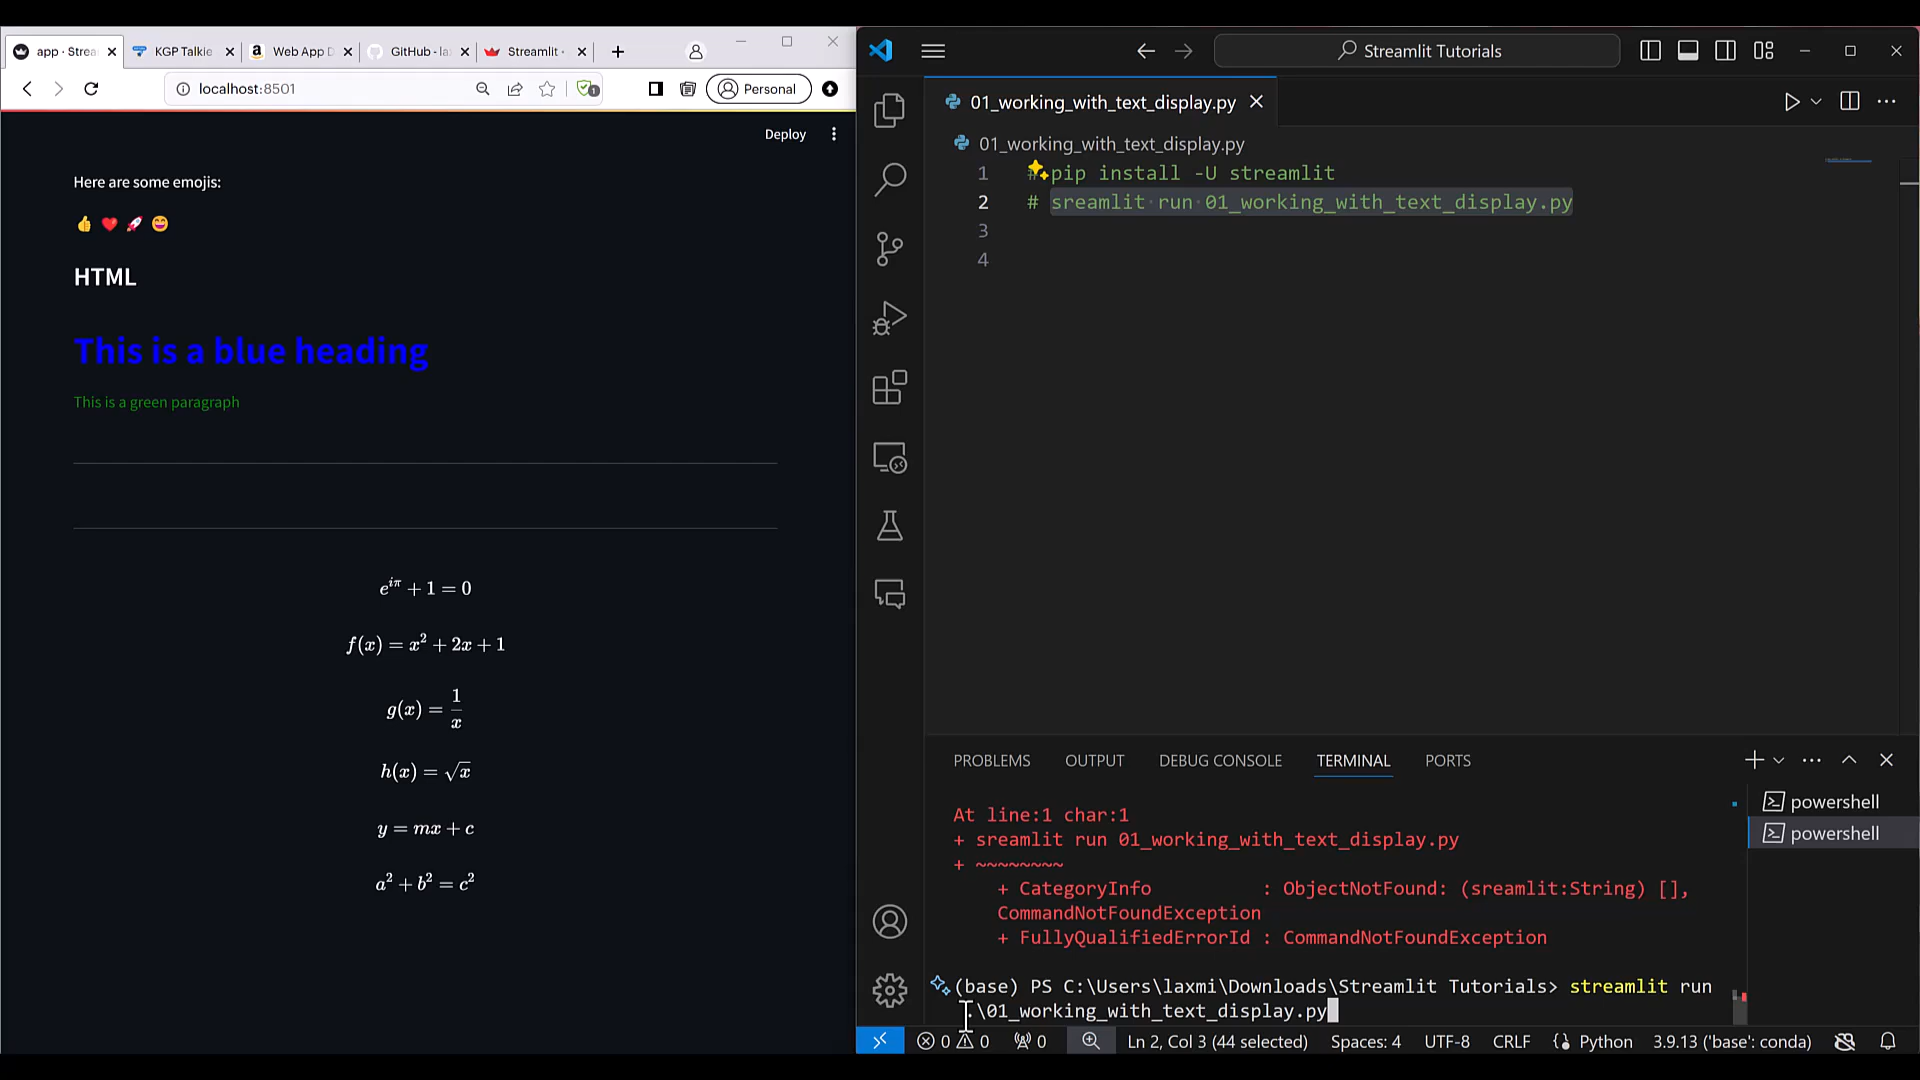 app · Strea
KGP Talkie
Web App D
GitHub - la
Streamlit ·
localhost:8501
1
Personal
Deploy
Here are some emojis:
👍 ❤️ 🚀 😄
HTML
This is a blue heading
This is a green paragraph
e^{iπ} + 1 = 0
f(x) = x² + 2x + 1
g(x) = 1/x
h(x) = √x
y = mx + c
a² + b² = c²
Streamlit Tutorials
01_working_with_text_display.py
01_working_with_text_display.py
1 # pip install -U streamlit
2 # sreamlit run 01_working_with_text_display.py
3
4
PROBLEMS OUTPUT DEBUG CONSOLE TERMINAL PORTS
At line:1 char:1
+ sreamlit run 01_working_with_text_display.py
+ ~~~~~~~~
+ CategoryInfo : ObjectNotFound: (sreamlit:String) [],
CommandNotFoundException
+ FullyQualifiedErrorId : CommandNotFoundException
(base) PS C:\Users\laxmi\Downloads\Streamlit Tutorials> streamlit run
.\01_working_with_text_display.py
powershell
powershell
0 0 0 Ln 2, Col 3 (44 selected) Spaces: 4 UTF-8 CRLF Python 3.9.13 ('base': conda)